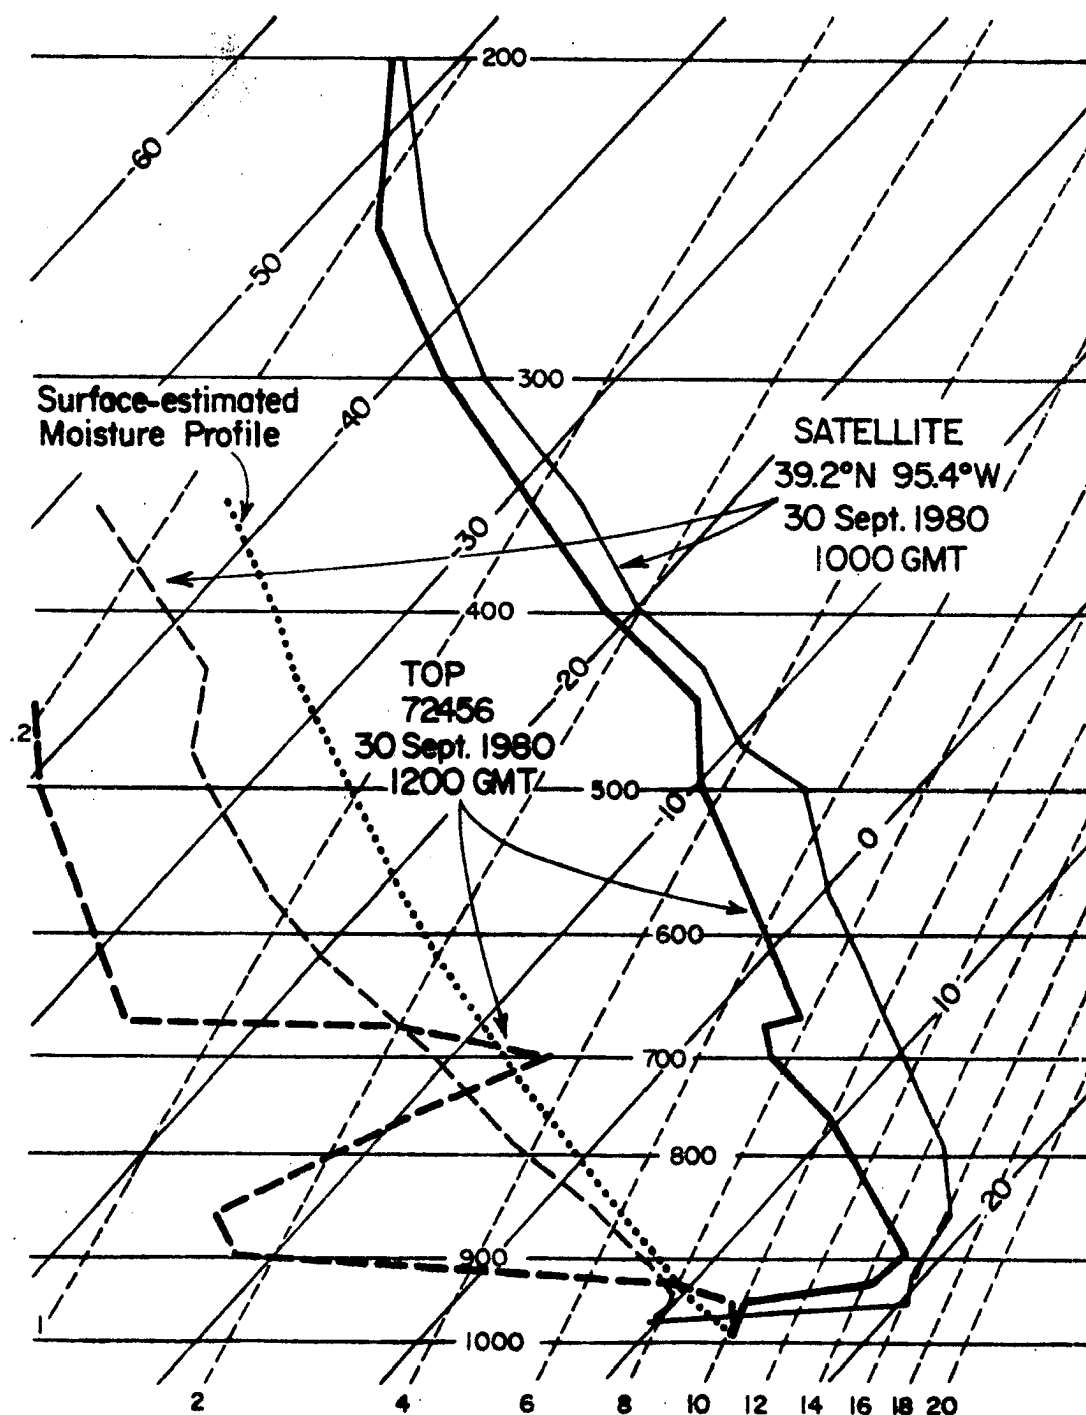 200
-60
-50
300
Surface-estimated
Moisture Profile
-40
SATELLITE
39.2°N 95.4°W
30 Sept. 1980
1000 GMT
-30
400
-20
TOP
72456
30 Sept. 1980
1200 GMT
.2
500
-10
0
600
10
700
800
20
900
1
1000
2 4 6 8 10 12 14 16 18 20